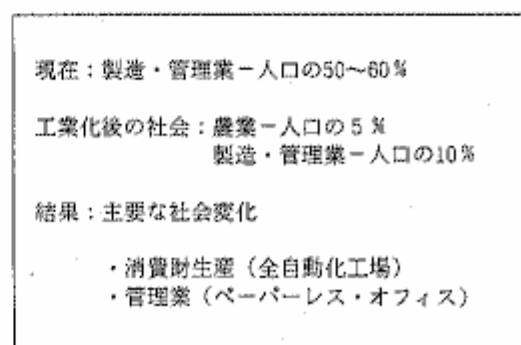 現在：製造・管理業－人口の50～60％
工業化後の社会：農業－人口の５％
製造・管理業－人口の10％
結果：主要な社会変化
・消費財生産（全自動化工場）
・管理業（ペーパーレス・オフィス）